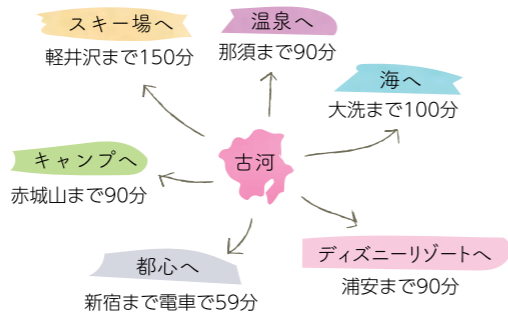 スキー場へ
軽井沢まで150分
温泉へ
那須まで90分
海へ
大洗まで100分
キャンプへ
赤城山まで90分
古河
都心へ
新宿まで電車で59分
ディズニーリゾートへ
浦安まで90分